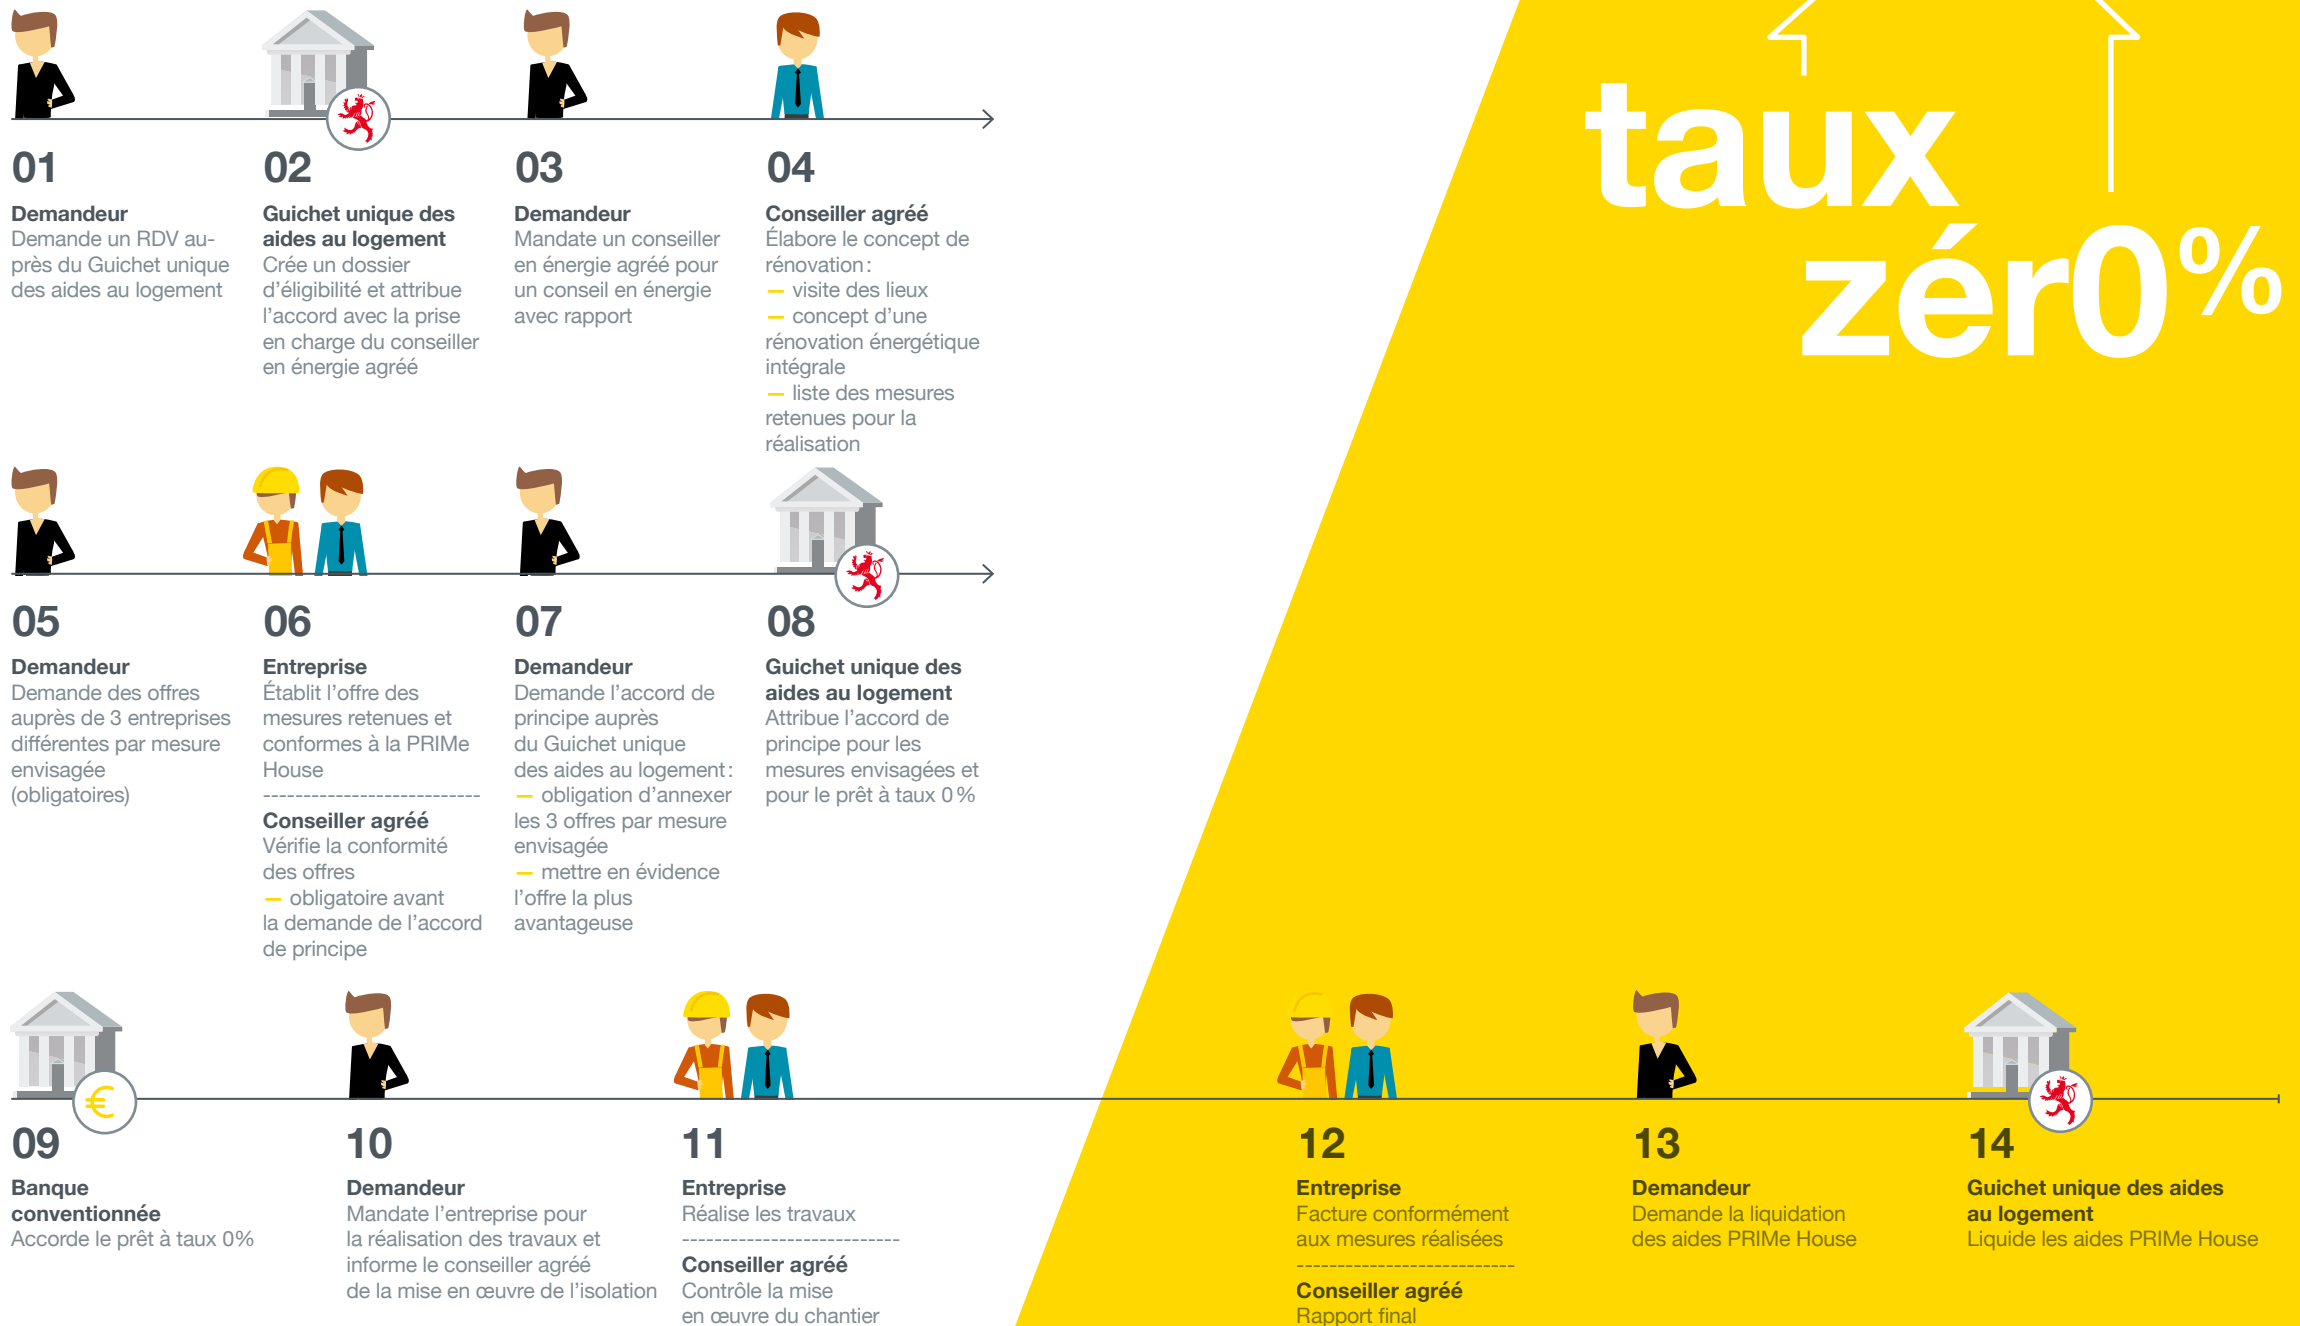 taux
zér0%
01
Demandeur
Demande un RDV au-
près du Guichet unique
des aides au logement
02
Guichet unique des
aides au logement
Crée un dossier
d’éligibilité et attribue
l’accord avec la prise
en charge du conseiller
en énergie agréé
03
Demandeur
Mandate un conseiller
en énergie agréé pour
un conseil en énergie
avec rapport
04
Conseiller agréé
Élabore le concept de
rénovation :
— visite des lieux
— concept d’une
rénovation énergétique
intégrale
— liste des mesures
retenues pour la
réalisation
05
Demandeur
Demande des offres
auprès de 3 entreprises
différentes par mesure
envisagée
(obligatoires)
06
Entreprise
Établit l’offre des
mesures retenues et
conformes à la PRIMe
House
---------------------------
Conseiller agréé
Vérifie la conformité
des offres
— obligatoire avant
la demande de l’accord
de principe
07
Demandeur
Demande l’accord de
principe auprès
du Guichet unique
des aides au logement :
— obligation d’annexer
les 3 offres par mesure
envisagée
— mettre en évidence
l’offre la plus
avantageuse
08
Guichet unique des
aides au logement
Attribue l’accord de
principe pour les
mesures envisagées et
pour le prêt à taux 0 %
€
09
Banque
conventionnée
Accorde le prêt à taux 0%
10
Demandeur
Mandate l’entreprise pour
la réalisation des travaux et
informe le conseiller agréé
de la mise en œuvre de l’isolation
11
Entreprise
Réalise les travaux
---------------------------
Conseiller agréé
Contrôle la mise
en œuvre du chantier
12
Entreprise
Facture conformément
aux mesures réalisées
---------------------------
Conseiller agréé
Rapport final
13
Demandeur
Demande la liquidation
des aides PRIMe House
14
Guichet unique des aides
au logement
Liquide les aides PRIMe House